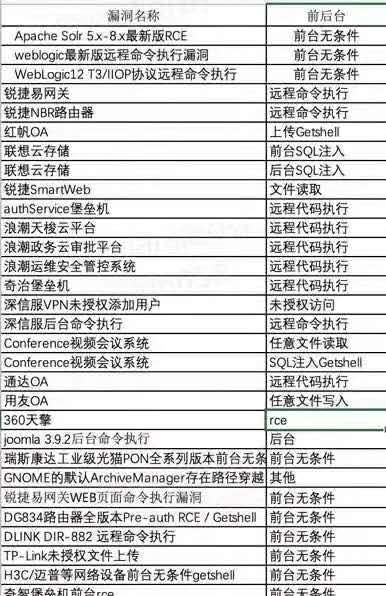 漏洞名称 前后台
Apache Solr 5.x-8.x最新版RCE 前台无条件
weblogic最新版远程命令执行漏洞 前台无条件
WebLogic12 T3/IIOP协议远程命令执行 前台无条件
锐捷易网关 远程命令执行
锐捷NBR路由器 远程命令执行
红帆OA 上传Getshell
联想云存储 前台SQL注入
联想云存储 后台SQL注入
锐捷SmartWeb 文件读取
authService堡垒机 远程代码执行
浪潮天梭云平台 远程代码执行
浪潮政务云审批平台 远程代码执行
浪潮运维安全管控系统 远程代码执行
奇治堡垒机 远程代码执行
深信服VPN未授权添加用户 未授权访问
深信服后台命令执行 远程命令执行
Conference视频会议系统 任意文件读取
Conference视频会议系统 SQL注入Getshell
通达OA 远程代码执行
用友OA 任意文件写入
360天擎 rce
joomla 3.9.2后台命令执行 后台
瑞斯康达工业级光猫PON全系列版本前台无条 前台无条件
GNOME的默认ArchiveManager存在路径穿越 其他
锐捷易网关WEB页面命令执行漏洞 前台无条件
DG834路由器全版本Pre-auth RCE / Getshell 前台无条件
DLINK DIR-882 远程命令执行 前台无条件
TP-Link未授权文件上传 前台无条件
H3C/迈普等网络设备前台无条件getshell 前台无条件
奇智堡垒机前台rce 前台无条件